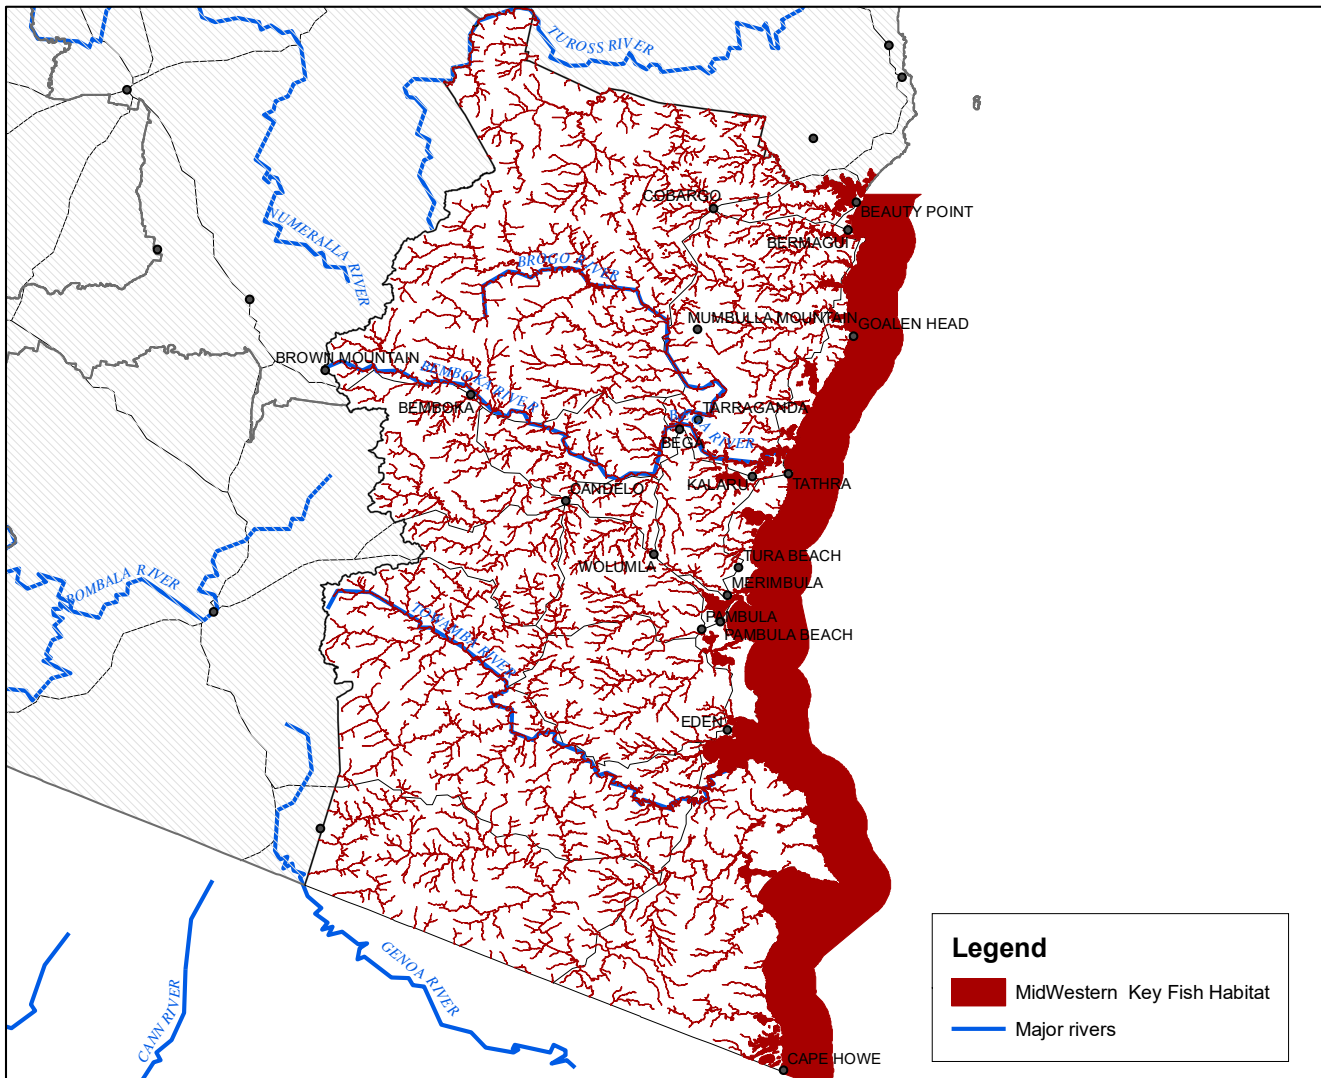 TUROSS RIVER
COBARGO
BEAUTY POINT
BERMAGUI
NUMERALLA RIVER
BROGO RIVER
MUMBULLA MOUNTAIN
GOALEN HEAD
BROWN MOUNTAIN
BEMBOKA RIVER
BEMBOKA
TARRAGANDA
BEGA RIVER
BEGA
KALARU
TATHRA
CANDELO
WOLUMLA
TURA BEACH
BOMBALA RIVER
MERIMBULA
TOWAMBA RIVER
PAMBULA
PAMBULA BEACH
EDEN
GENOA RIVER
CANN RIVER
CAPE HOWE
Legend
MidWestern Key Fish Habitat
Major rivers